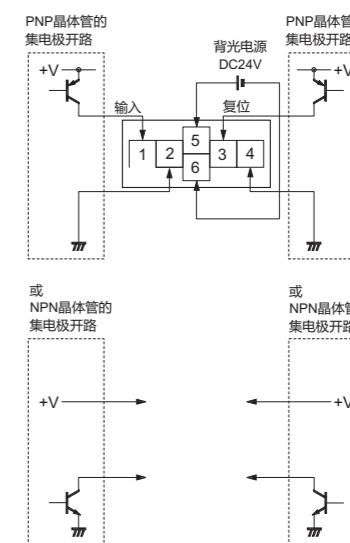 PNP晶体管的
集电极开路
PNP晶体管
集电极开路
背光电源
DC24V
+V
+V
输入
复位
1
2
5
6
3
4
或
NPN晶体管的
集电极开路
或
NPN晶体管
集电极开路
+V
+V